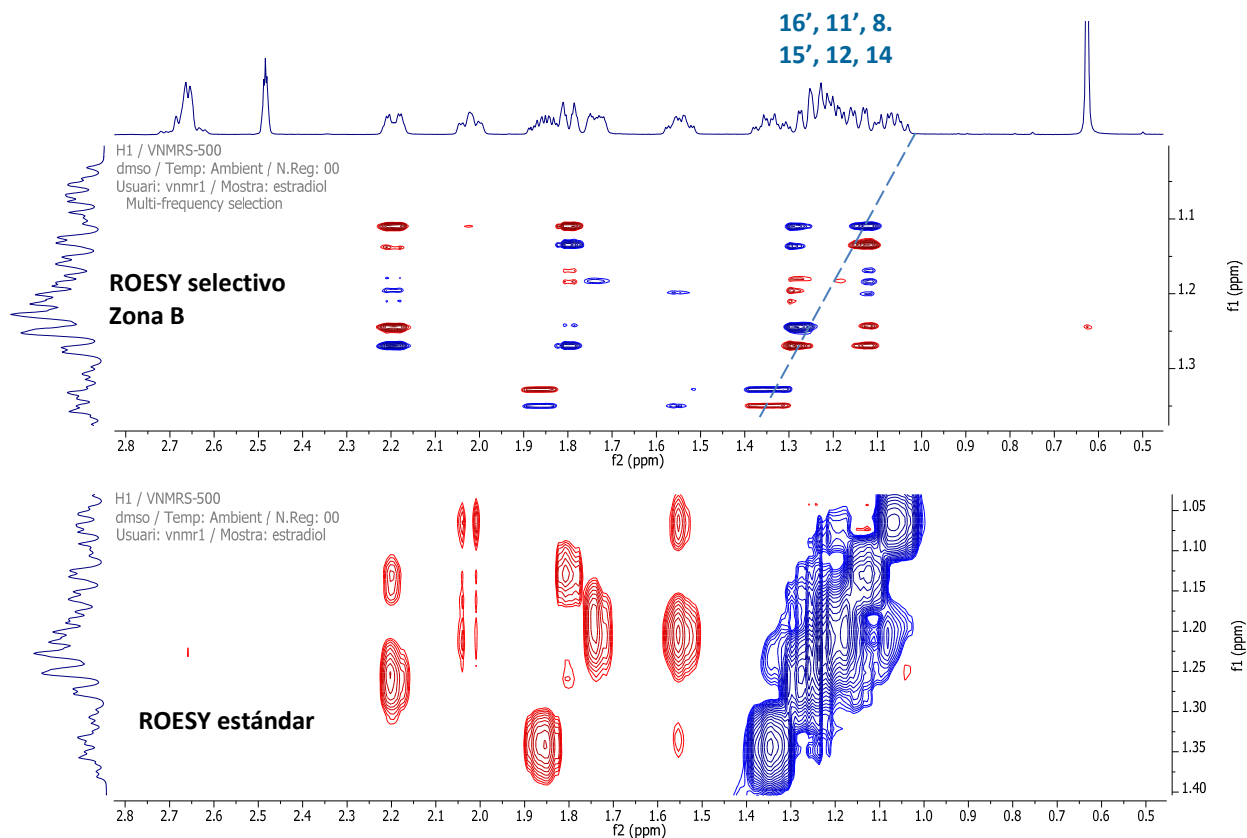 16’, 11’, 8.
15’, 12, 14
H1 / VNMRS-500
dmso / Temp: Ambient / N.Reg: 00
Usuari: vnmr1 / Mostra: estradiol
Multi-frequency selection
ROESY selectivo
Zona B
1.1
1.2
1.3
f1 (ppm)
2.8 2.7 2.6 2.5 2.4 2.3 2.2 2.1 2.0 1.9 1.8 1.7 1.6 1.5 1.4 1.3 1.2 1.1 1.0 0.9 0.8 0.7 0.6 0.5
f2 (ppm)
H1 / VNMRS-500
dmso / Temp: Ambient / N.Reg: 00
Usuari: vnmr1 / Mostra: estradiol
ROESY estándar
1.05
1.10
1.15
1.20
1.25
1.30
1.35
1.40
f1 (ppm)
2.8 2.7 2.6 2.5 2.4 2.3 2.2 2.1 2.0 1.9 1.8 1.7 1.6 1.5 1.4 1.3 1.2 1.1 1.0 0.9 0.8 0.7 0.6 0.5
f2 (ppm)